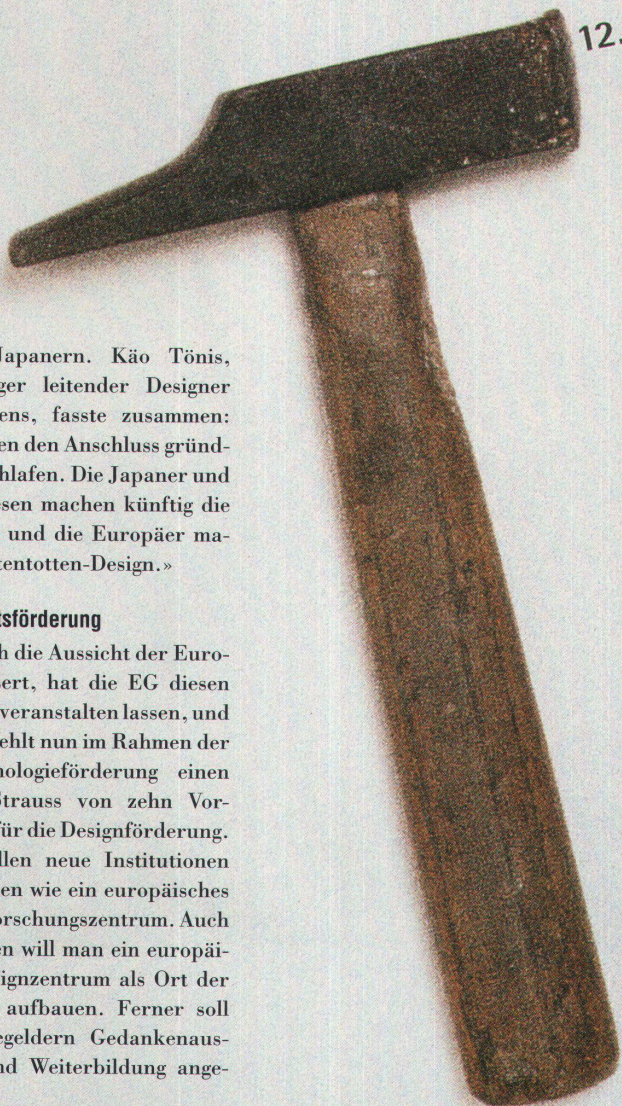 12.
Japanern. Käo Tönis,
ger leitender Designer
ens, fasste zusammen:
en den Anschluss gründ-
hlafen. Die Japaner und
esen machen künftig die
und die Europäer ma-
tentotten-Design.»
tsförderung
h die Aussicht der Euro-
sert, hat die EG diesen
veranstalten lassen, und
ehlt nun im Rahmen der
nologieförderung einen
Strauss von zehn Vor-
für die Designförderung.
llen neue Institutionen
en wie ein europäisches
orschungszentrum. Auch
en will man ein europäi-
ignzentrum als Ort der
aufbauen. Ferner soll
egeldern Gedankenaus-
nd Weiterbildung ange-